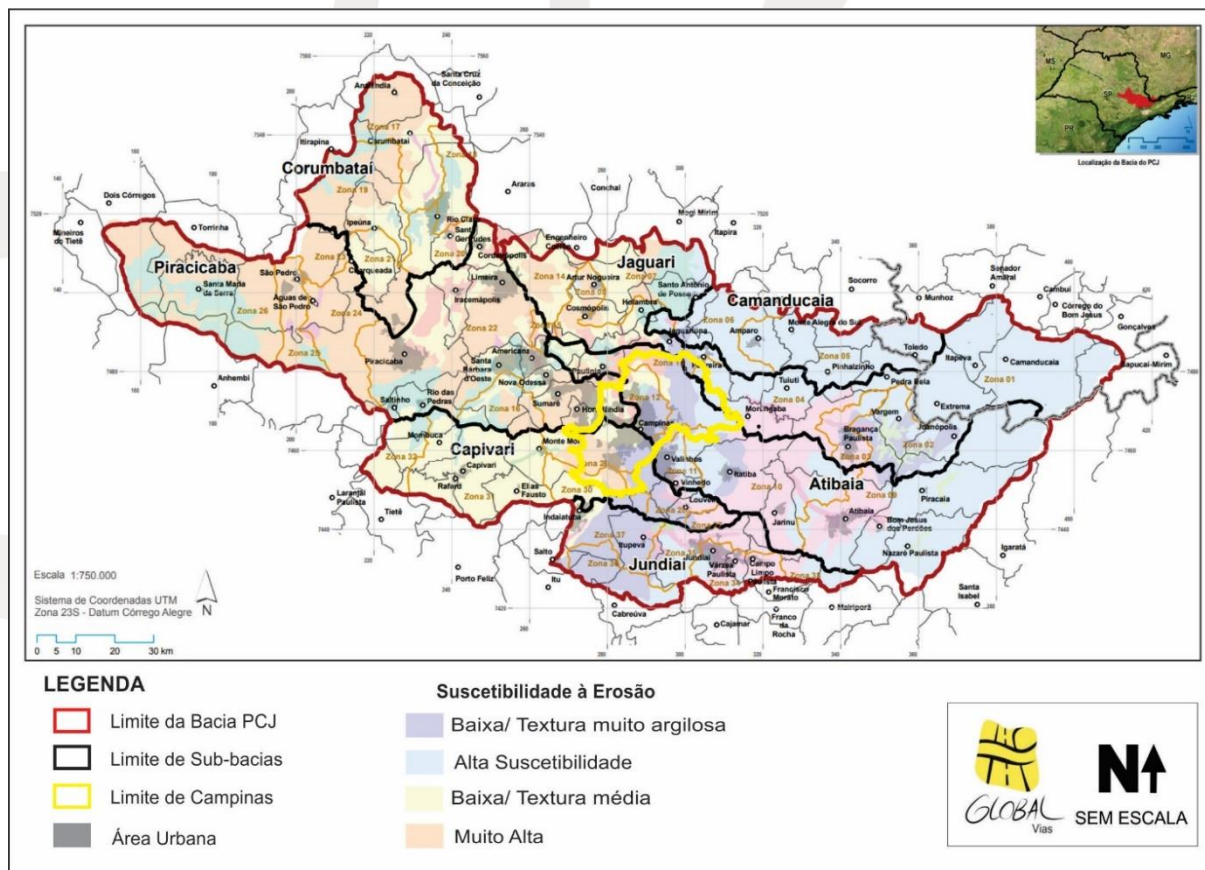 MS
MG
SP
PR
Localização da Bacia do PCJ
Santa Cruz
da Conceição
Analândia
Zona 17
Corumbataí
Itirapina
Corumbataí
Zona 19
Araras
Conchal
Dois Córregos
Mineiros
do Tietê
Torrinha
Ipeúna
Rio Claro
Santa
Gertrudes
Cordeirópolis
Engenheiro
Coelho
Mogi Mirim
Itapira
Jaguari
Piracicaba
São Pedro
Charqueada
Limeira
Zona 14
Artur Nogueira
Santo Antônio
de Posse
Camanducaia
Socorro
Munhoz
Senador
Amaral
Cambuí
Córrego do
Bom Jesus
Gonçalves
Santa Maria
da Serra
Águas de
São Pedro
Iracemápolis
Cosmópolis
Holambra
Zona 06
Zona 26
Zona 24
Zona 22
Jaguariúna
Amparo
Monte Alegre do Sul
Toledo
Itapeva
Camanducaia
Sapucaí-Mirim
Zona 25
Piracicaba
Americana
Santa
Bárbara
d'Oeste
Nova Odessa
Paulínia
Pedreira
Zona 05
Pinhalzinho
Pedra Bela
Zona 01
Anhembi
Saltinho
Rio das
Pedras
Sumaré
Hortolândia
Zona 12
Tuiuti
Zona 04
Extrema
Morungaba
Vargem
Joanópolis
Mombuca
Zona 32
Capivari
Monte Mor
Campinas
Bragança
Paulista
Zona 02
Zona 03
Valinhos
Capivari
Rafard
Zona 11
Itatiba
Atibaia
Vinhedo
Zona 10
Zona 09
Piracaia
Laranjal
Paulista
Tietê
Elias
Fausto
Zona 30
Indaiatuba
Louveira
Jarinu
Atibaia
Bom Jesus
dos Perdões
Zona 37
Itupeva
Jundiaí
Jundiaí
Várzea
Paulista
Campo
Limpo
Paulista
Nazaré Paulista
Igaratá
Salto
Itu
Porto Feliz
Cabreúva
Francisco
Morato
Franco
da Rocha
Mairiporã
Cajamar
Santa
Isabel
Escala 1:750.000
Sistema de Coordenadas UTM
Zona 23S - Datum Córrego Alegre
N
0 5 10 20 30 km
LEGENDA
Limite da Bacia PCJ
Limite de Sub-bacias
Limite de Campinas
Área Urbana
Suscetibilidade à Erosão
Baixa/ Textura muito argilosa
Alta Suscetibilidade
Baixa/ Textura média
Muito Alta
GLOBAL
Vias
N
SEM ESCALA